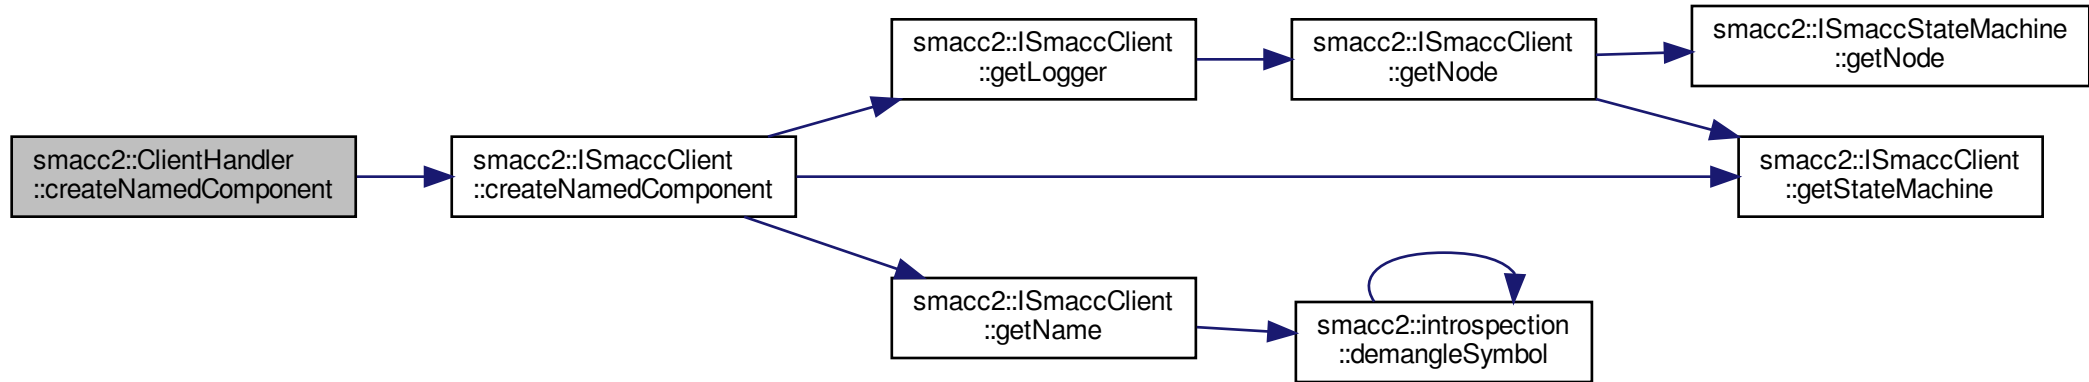 smacc2::ClientHandler
::createNamedComponent
smacc2::ISmaccClient
::createNamedComponent
smacc2::ISmaccClient
::getLogger
smacc2::ISmaccClient
::getNode
smacc2::ISmaccStateMachine
::getNode
smacc2::ISmaccClient
::getStateMachine
smacc2::ISmaccClient
::getName
smacc2::introspection
::demangleSymbol